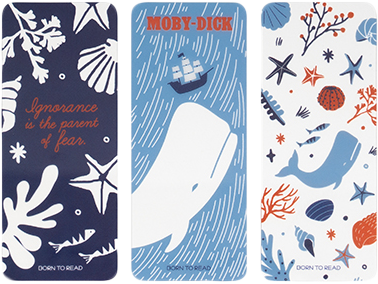 Ignorance
is the parent
of fear.
BORN TO READ
MOBY-DICK
BORN TO READ
BORN TO READ